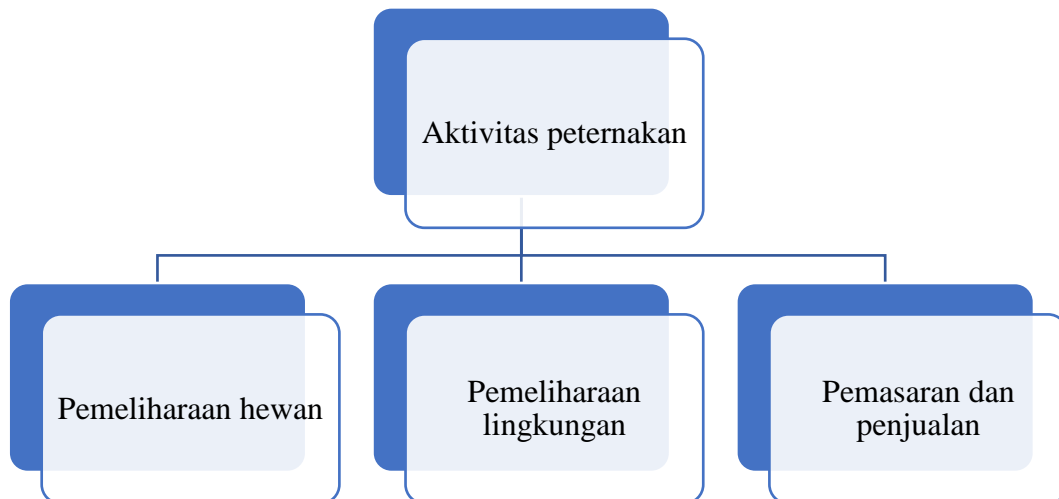 Aktivitas peternakan
Pemeliharaan hewan
Pemeliharaan
lingkungan
Pemasaran dan
penjualan